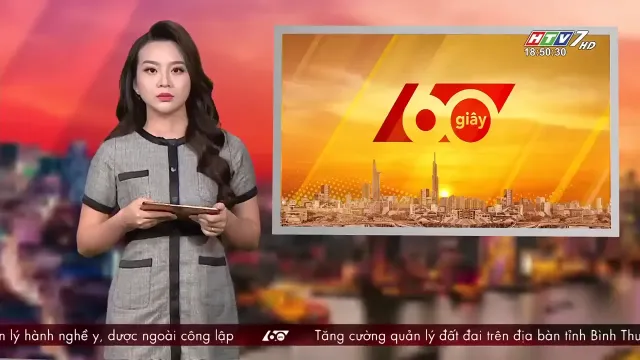 HTV7 HD
18:50:30
60 giây
n lý hành nghề y, dược ngoài công lập 60 Tăng cường quản lý đất đai trên địa bàn tỉnh Bình Thu